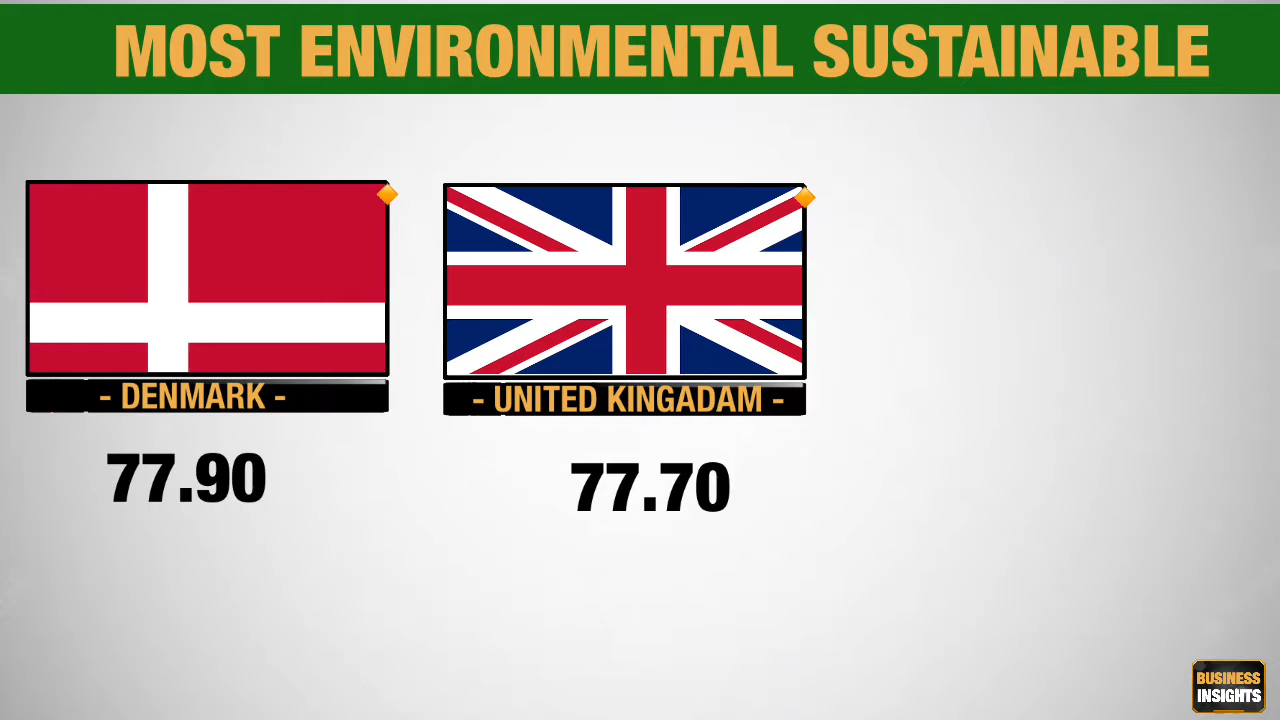 MOST ENVIRONMENTAL SUSTAINABLE
- DENMARK -
- UNITED KINGADAM -
77.90
77.70
BUSINESS
INSIGHTS